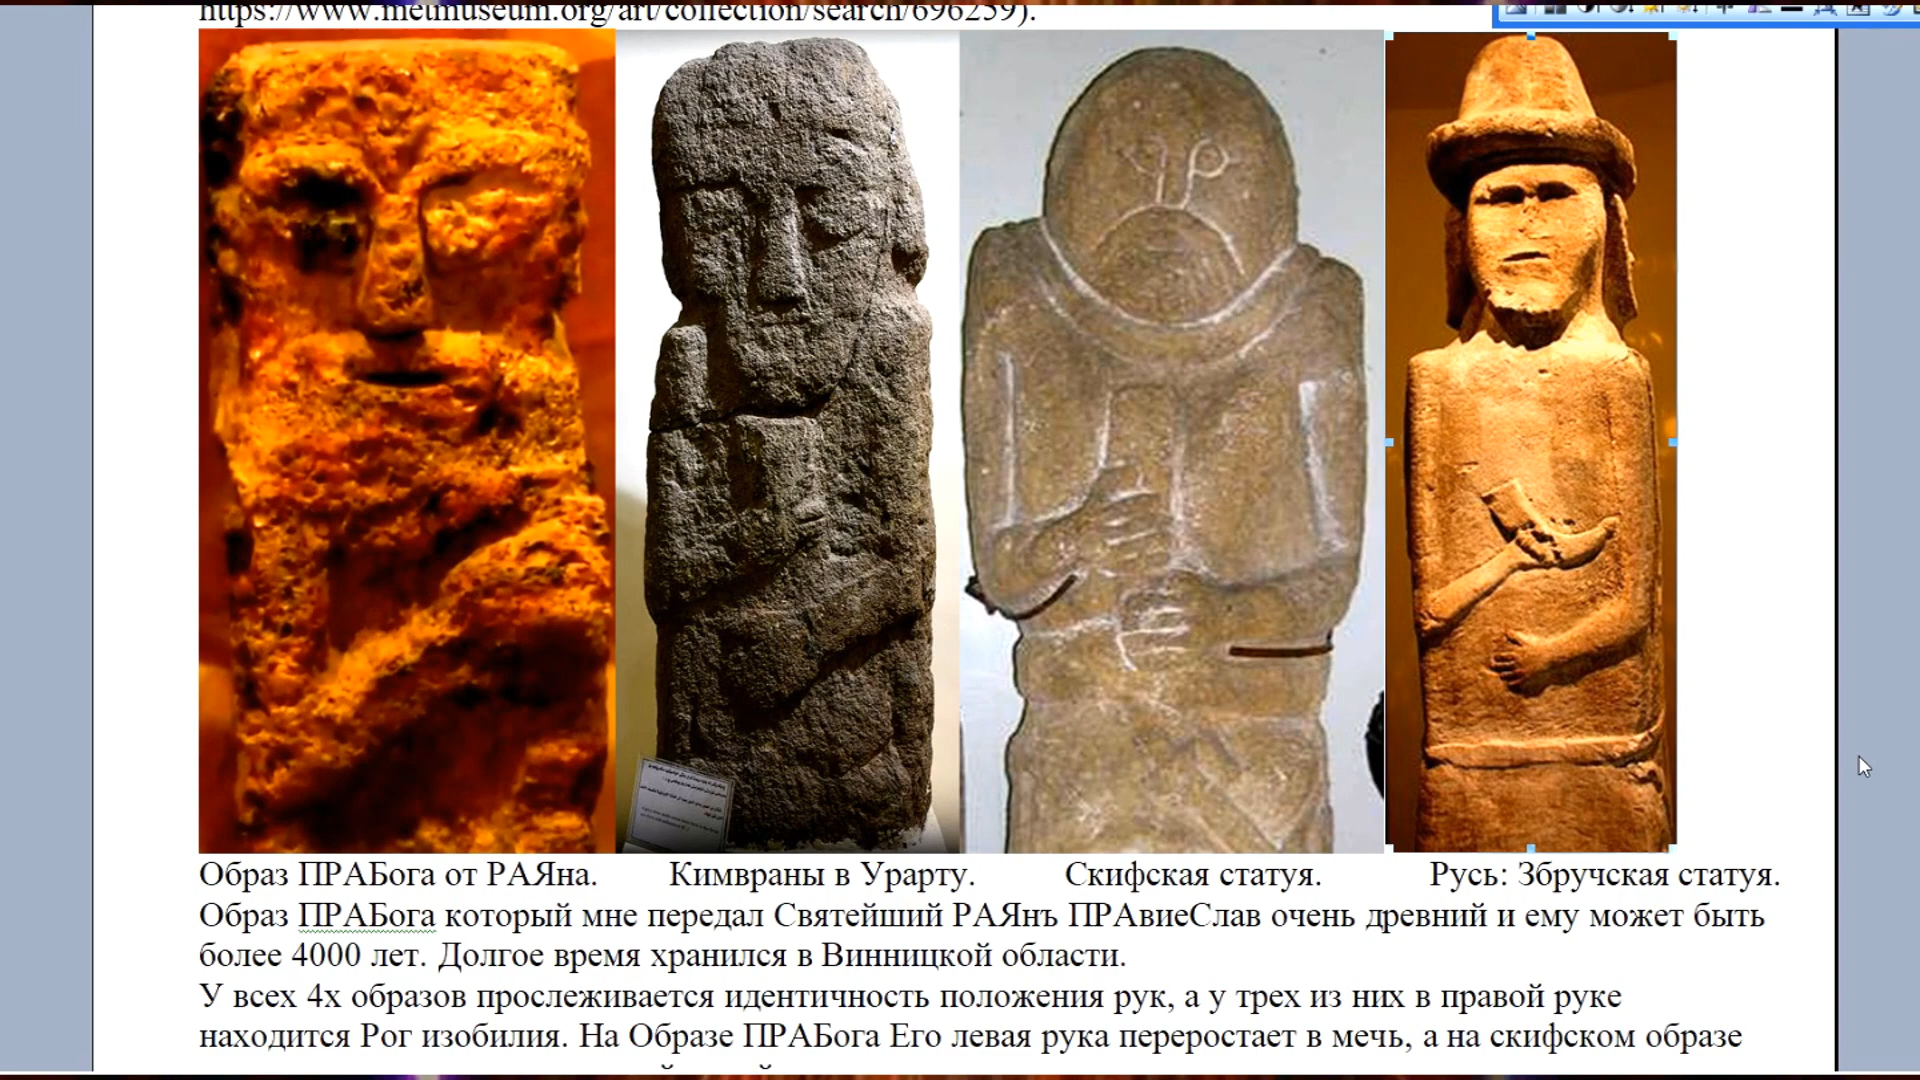 https://www.metmuseum.org/art/collection/search/696259).
Образ ПРАБога от РАЯна. Кимвраны в Урарту. Скифская статуя. Русь: Збручская статуя.
Образ ПРАБога который мне передал Святейший РАЯнъ ПРАвиеСлав очень древний и ему может быть
более 4000 лет. Долгое время хранился в Винницкой области.
У всех 4х образов прослеживается идентичность положения рук, а у трех из них в правой руке
находится Рог изобилия. На Образе ПРАБога Его левая рука переростает в мечь, а на скифском образе